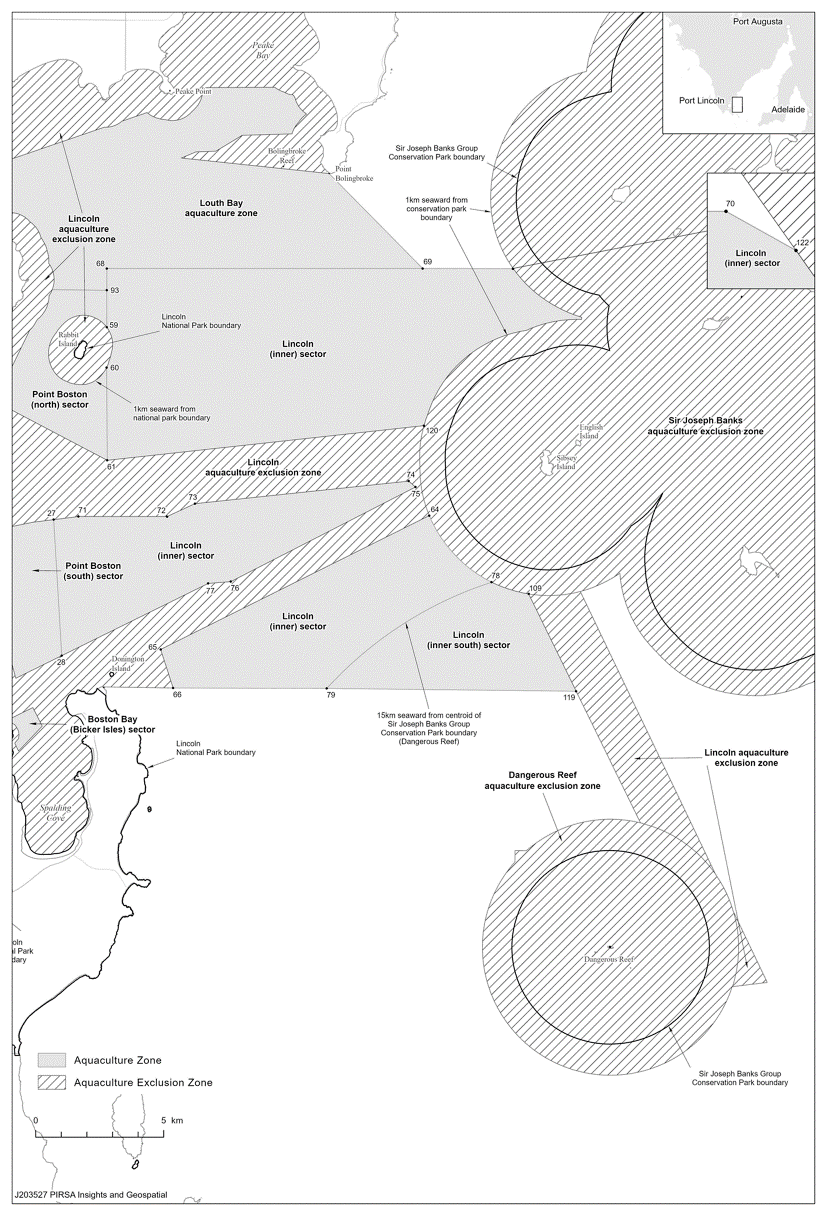 Port Augusta
Port Lincoln
Adelaide
Peake
Bay
Peake Point
Sir Joseph Banks Group
Conservation Park boundary
Bolingbroke
Reef
Point
Bolingbroke
1km seaward from
conservation park
boundary
Louth Bay
aquaculture zone
Lincoln
aquaculture
exclusion zone
70
122
Lincoln
(inner) sector
68
69
93
59
Lincoln
National Park boundary
Rabbit
Island
Lincoln
(inner) sector
60
Point Boston
(north) sector
1km seaward from
national park boundary
120
Sir Joseph Banks
aquaculture exclusion zone
English
Island
Sibsey
Island
61
Lincoln
aquaculture exclusion zone
74
75
73
27
71
72
64
Lincoln
(inner) sector
Point Boston
(south) sector
77
76
78
109
Lincoln
(inner) sector
Lincoln
(inner south) sector
65
28
Donington
Island
66
79
119
Boston Bay
(Bicker Isles) sector
15km seaward from centroid of
Sir Joseph Banks Group
Conservation Park boundary
(Dangerous Reef)
Lincoln
National Park boundary
Lincoln aquaculture
exclusion zone
Dangerous Reef
aquaculture exclusion zone
Spalding
Cove
oln
al Park
dary
Dangerous Reef
Aquaculture Zone
Aquaculture Exclusion Zone
Sir Joseph Banks Group
Conservation Park boundary
0 5 km
J203527 PIRSA Insights and Geospatial